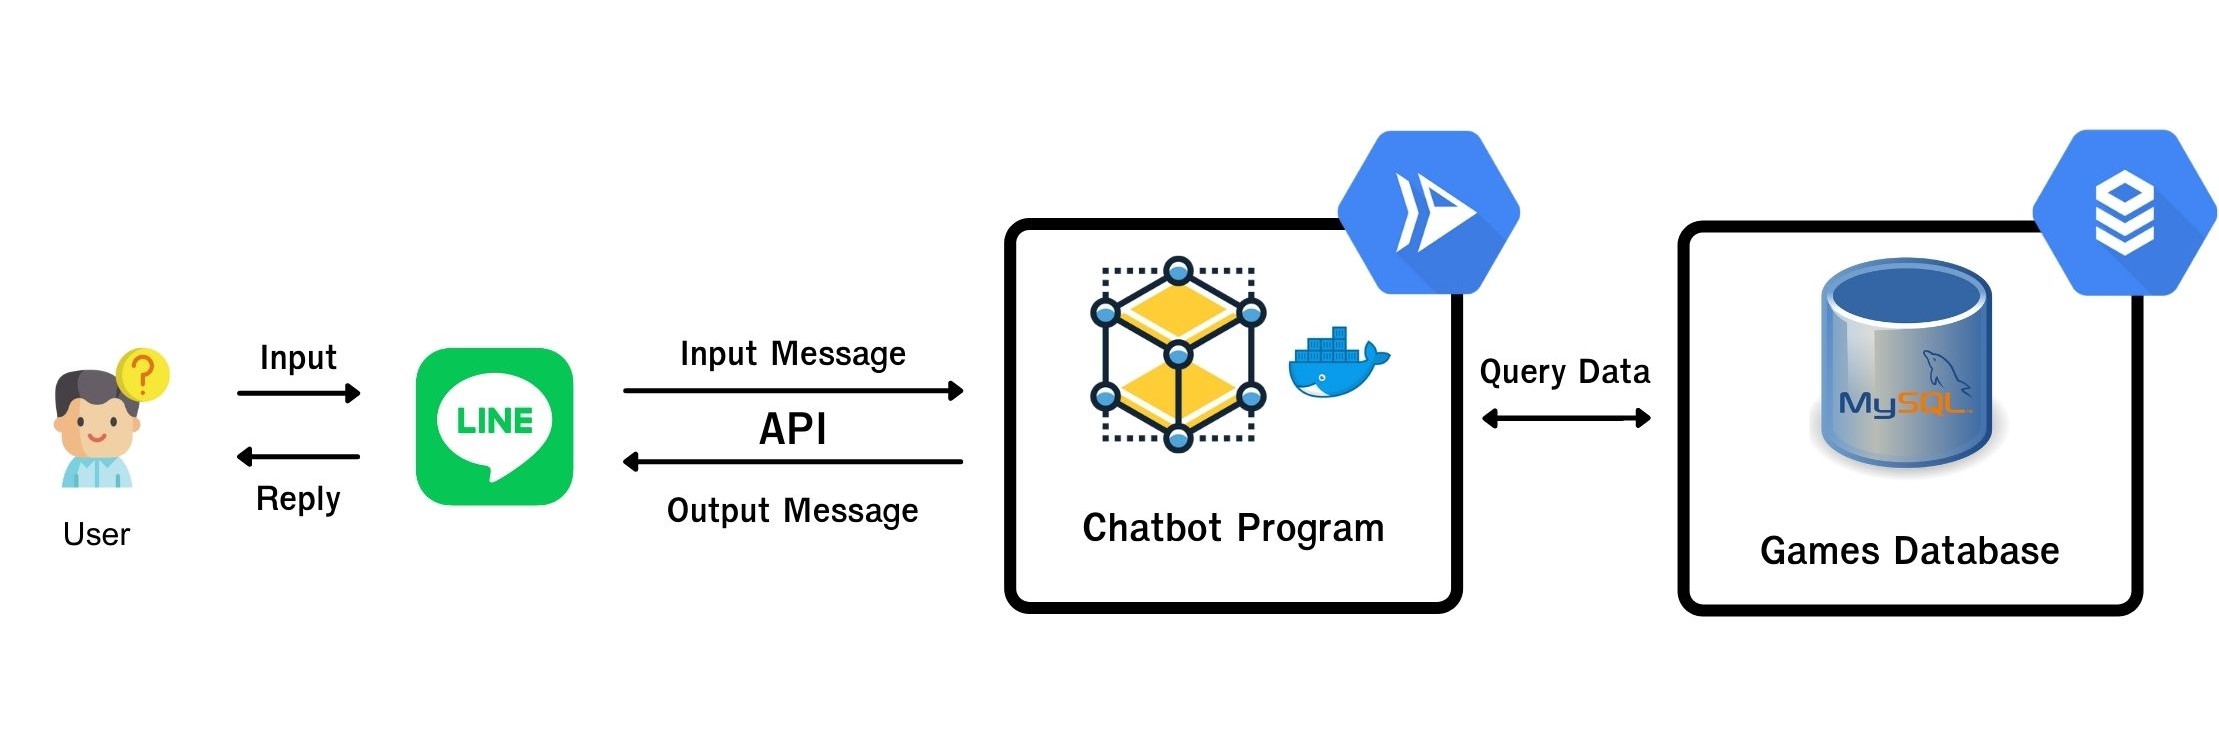 Input
Reply
User
LINE
Input Message
API
Output Message
Chatbot Program
Query Data
MySQL
Games Database